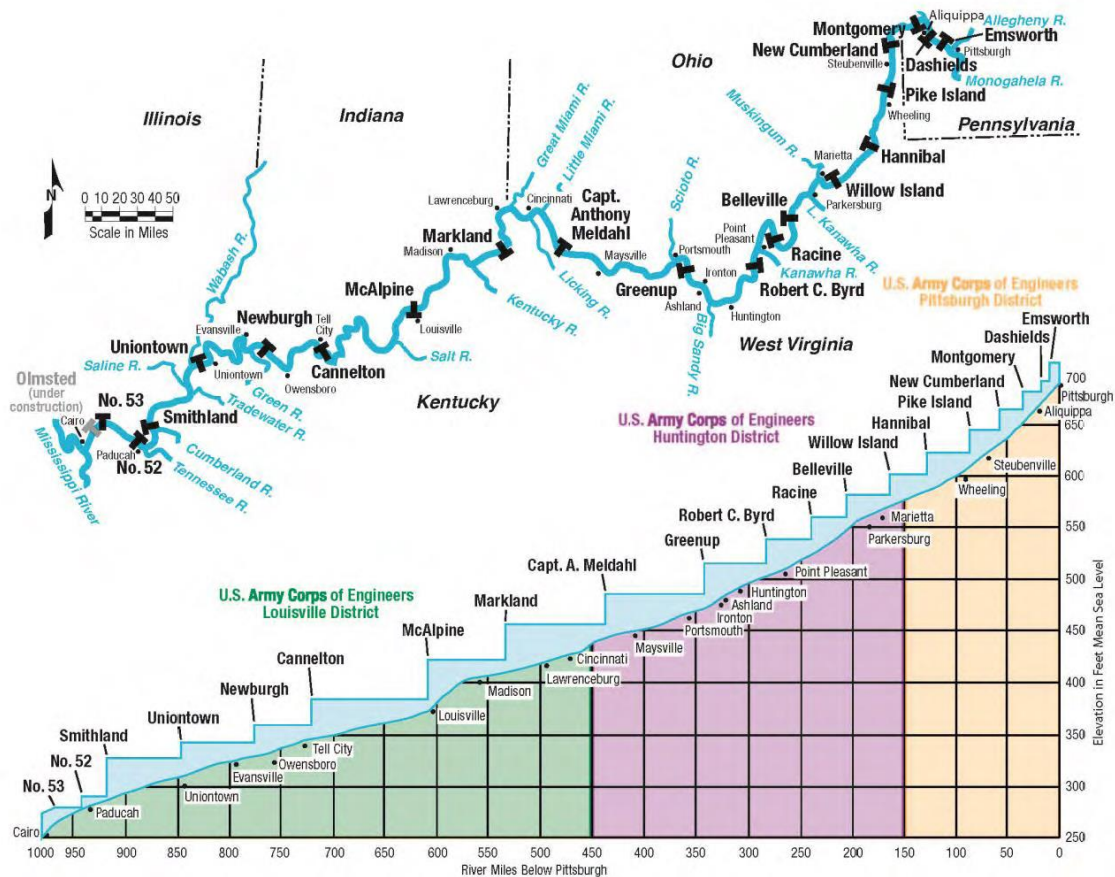 Illinois
Indiana
Ohio
Pennsylvania
West Virginia
Kentucky
N
0 10 20 30 40 50
Scale in Miles
Montgomery
Aliquippa
Allegheny R.
Emsworth
Pittsburgh
New Cumberland
Steubenville
Dashields
Monogahela R.
Pike Island
Wheeling
Muskingum R.
Marietta
Hannibal
Willow Island
Parkersburg
L. Kanawha R.
Belleville
Point
Pleasant
Racine
Kanawha R.
Robert C. Byrd
Huntington
Scioto R.
Portsmouth
Ironton
Greenup
Ashland
Big Sandy R.
Great Miami R.
Little Miami R.
Lawrenceburg
Cincinnati
Capt.
Anthony
Meldahl
Maysville
Licking R.
Markland
Madison
Kentucky R.
McAlpine
Louisville
Salt R.
Wabash R.
Evansville
Newburgh
Tell
City
Cannelton
Owensboro
Green R.
Uniontown
Uniontown
Saline R.
Tradewater R.
Smithland
Olmsted
(under
construction)
Cairo
No. 53
Paducah
No. 52
Cumberland R.
Tennessee R.
Mississippi River
U.S. Army Corps of Engineers
Pittsburgh District
U.S. Army Corps of Engineers
Huntington District
U.S. Army Corps of Engineers
Louisville District
Emsworth
Dashields
Montgomery
New Cumberland
Pike Island
Hannibal
Willow Island
Belleville
Racine
Robert C. Byrd
Greenup
Capt. A. Meldahl
Markland
McAlpine
Cannelton
Newburgh
Uniontown
Smithland
No. 52
No. 53
Pittsburgh
Aliquippa
Steubenville
Wheeling
Marietta
Parkersburg
Point Pleasant
Huntington
Ashland
Ironton
Portsmouth
Maysville
Cincinnati
Lawrenceburg
Madison
Louisville
Tell City
Owensboro
Evansville
Uniontown
Paducah
Cairo
700
650
600
550
500
450
400
350
300
250
Elevation in Feet Mean Sea Level
1000 950 900 850 800 750 700 650 600 550 500 450 400 350 300 250 200 150 100 50 0
River Miles Below Pittsburgh